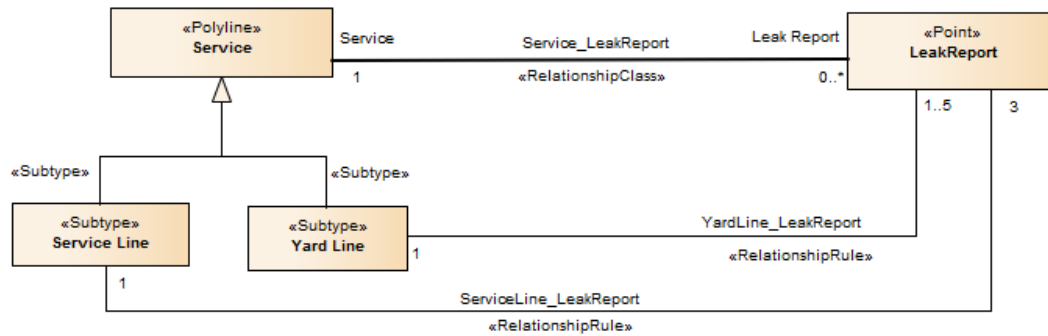 «Polyline»
Service
Service
Service_LeakReport
Leak Report
1
«RelationshipClass»
0..*
«Point»
LeakReport
1..5
3
«Subtype»
«Subtype»
«Subtype»
Service Line
«Subtype»
Yard Line
YardLine_LeakReport
1
«RelationshipRule»
1
ServiceLine_LeakReport
«RelationshipRule»